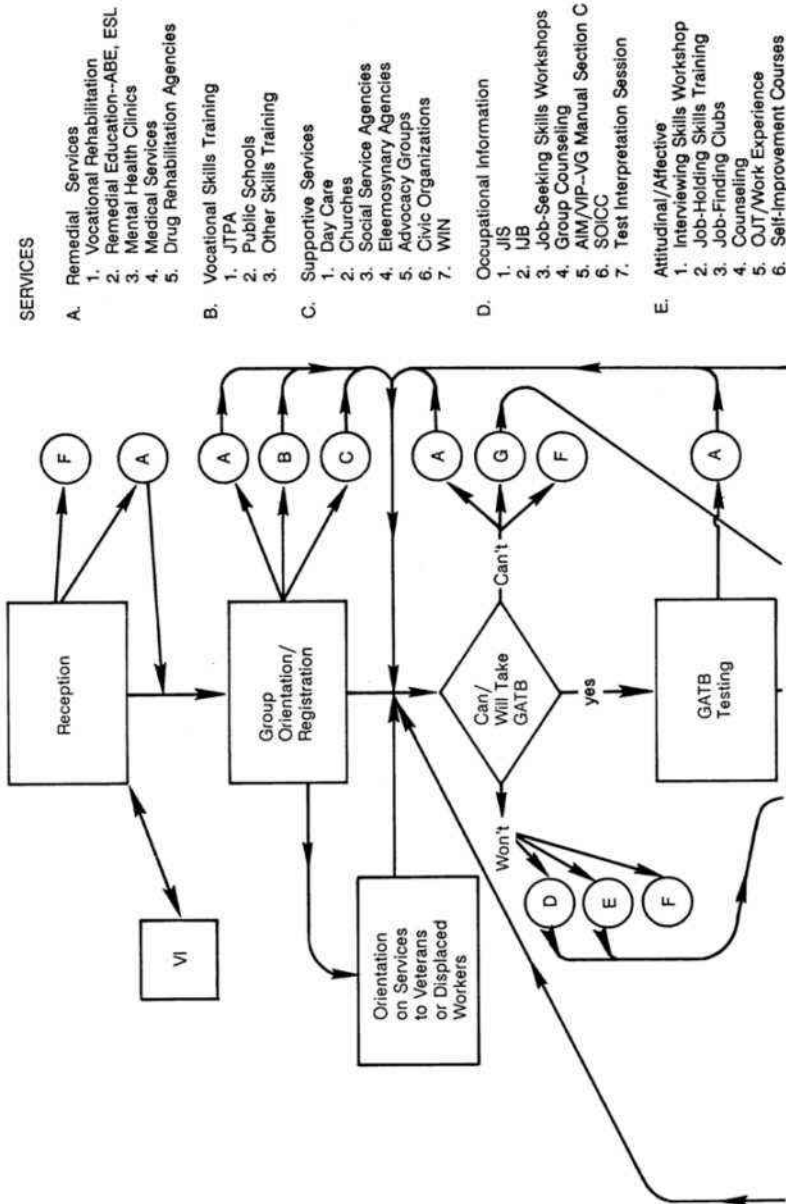 SERVICES
A. Remedial Services
1. Vocational Rehabilitation
2. Remedial Education--ABE, ESL
3. Mental Health Clinics
4. Medical Services
5. Drug Rehabilitation Agencies
B. Vocational Skills Training
1. JTPA
2. Public Schools
3. Other Skills Training
C. Supportive Services
1. Day Care
2. Churches
3. Social Service Agencies
4. Eleemosynary Agencies
5. Advocacy Groups
6. Civic Organizations
7. WIN
D. Occupational Information
1. JIS
2. IJB
3. Job-Seeking Skills Workshops
4. Group Counseling
5. AIM/VIP--VG Manual Section C
6. SOICC
7. Test Interpretation Session
E. Attitudinal/Affective
1. Interviewing Skills Workshop
2. Job-Holding Skills Training
3. Job-Finding Clubs
4. Counseling
5. OJT/Work Experience
6. Self-Improvement Courses
F
A
Reception
VI
A
B
C
Group
Orientation/
Registration
Orientation
on Services
to Veterans
or Displaced
Workers
A
G
F
Can't
Can/
Will Take
GATB
Won't
D
E
F
yes
A
GATB
Testing